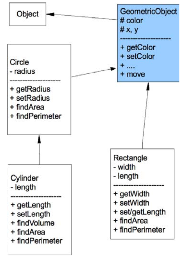 Object
GeometricObject
# color
# x, y
--------------------
+ getColor
+ setColor
+ ....
+ move
Circle
- radius
--------------------
+ getRadius
+ setRadius
+ findArea
+ findPerimeter
Cylinder
- length
--------------------
+ getLength
+ setLength
+ findVolume
+ findArea
+ findPerimeter
Rectangle
- width
- length
--------------------
+ getWidth
+ setWidth
+ set/getLength
+ findArea
+ findPerimeter